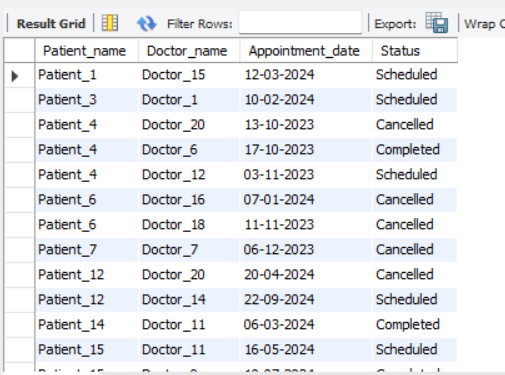 Result Grid Filter Rows: Export: Wrap C
Patient_name Doctor_name Appointment_date Status
Patient_1 Doctor_15 12-03-2024 Scheduled
Patient_3 Doctor_1 10-02-2024 Scheduled
Patient_4 Doctor_20 13-10-2023 Cancelled
Patient_4 Doctor_6 17-10-2023 Completed
Patient_4 Doctor_12 03-11-2023 Scheduled
Patient_6 Doctor_16 07-01-2024 Cancelled
Patient_6 Doctor_18 11-11-2023 Cancelled
Patient_7 Doctor_7 06-12-2023 Cancelled
Patient_12 Doctor_20 20-04-2024 Cancelled
Patient_12 Doctor_14 22-09-2024 Scheduled
Patient_14 Doctor_11 06-03-2024 Completed
Patient_15 Doctor_11 16-05-2024 Scheduled